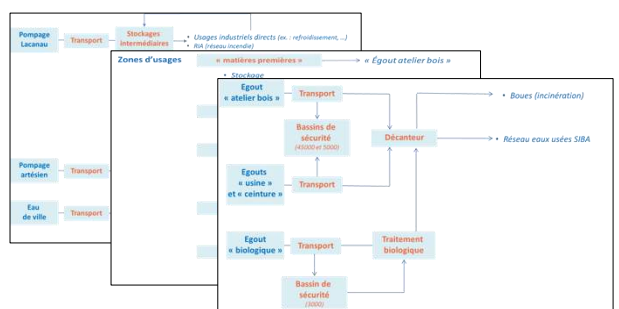 Pompage
Lacanau
Transport
Stockages
intermédiaires
• Usages industriels directs (ex. : refroidissement, …)
• RIA (réseau incendie)
Pompage
artésien
Transport
Eau
de ville
Transport
Zones d’usages
« matières premières »
« Égout atelier bois »
• Stockage
Egout
« atelier bois »
Transport
• Boues (incinération)
Bassins de
sécurité
(45000 et 5000)
Décanteur
• Réseau eaux usées SIBA
Egouts
« usine »
et « ceinture »
Transport
Egout
« biologique »
Transport
Traitement
biologique
Bassin de
sécurité
(3000)